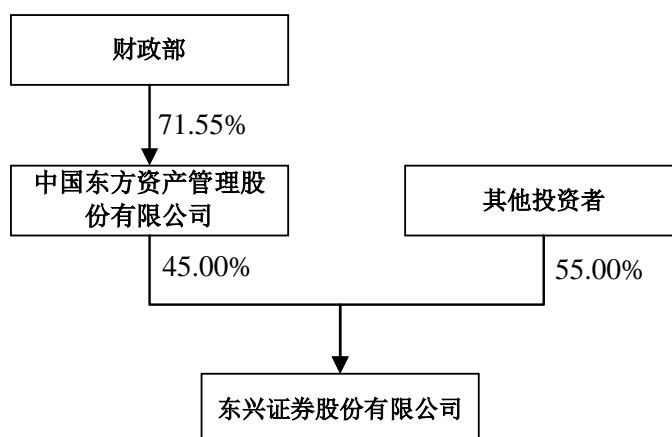 财政部
71.55%
中国东方资产管理股
份有限公司
其他投资者
45.00%
55.00%
东兴证券股份有限公司